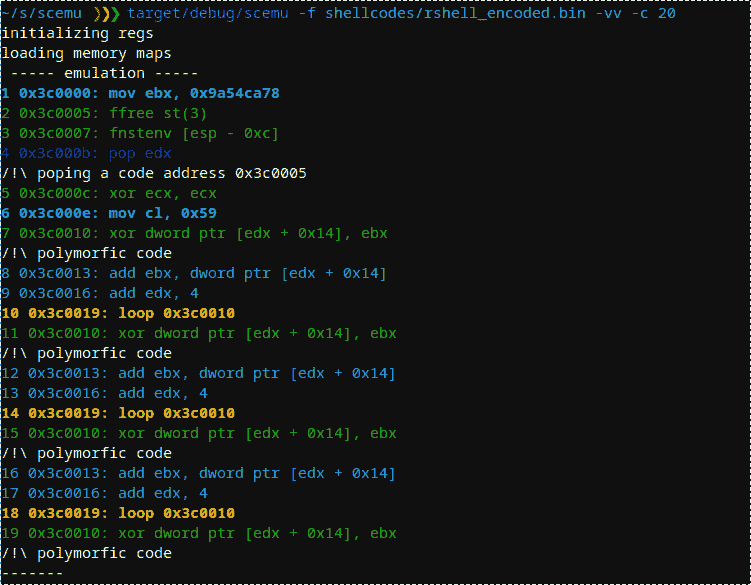 ~/s/scemu ❯❯❯ target/debug/scemu -f shellcodes/rshell_encoded.bin -vv -c 20
initializing regs
loading memory maps
----- emulation -----
1 0x3c0000: mov ebx, 0x9a54ca78
2 0x3c0005: ffree st(3)
3 0x3c0007: fnstenv [esp - 0xc]
4 0x3c000b: pop edx
/!\ poping a code address 0x3c0005
5 0x3c000c: xor ecx, ecx
6 0x3c000e: mov cl, 0x59
7 0x3c0010: xor dword ptr [edx + 0x14], ebx
/!\ polymorfic code
8 0x3c0013: add ebx, dword ptr [edx + 0x14]
9 0x3c0016: add edx, 4
10 0x3c0019: loop 0x3c0010
11 0x3c0010: xor dword ptr [edx + 0x14], ebx
/!\ polymorfic code
12 0x3c0013: add ebx, dword ptr [edx + 0x14]
13 0x3c0016: add edx, 4
14 0x3c0019: loop 0x3c0010
15 0x3c0010: xor dword ptr [edx + 0x14], ebx
/!\ polymorfic code
16 0x3c0013: add ebx, dword ptr [edx + 0x14]
17 0x3c0016: add edx, 4
18 0x3c0019: loop 0x3c0010
19 0x3c0010: xor dword ptr [edx + 0x14], ebx
/!\ polymorfic code
-------